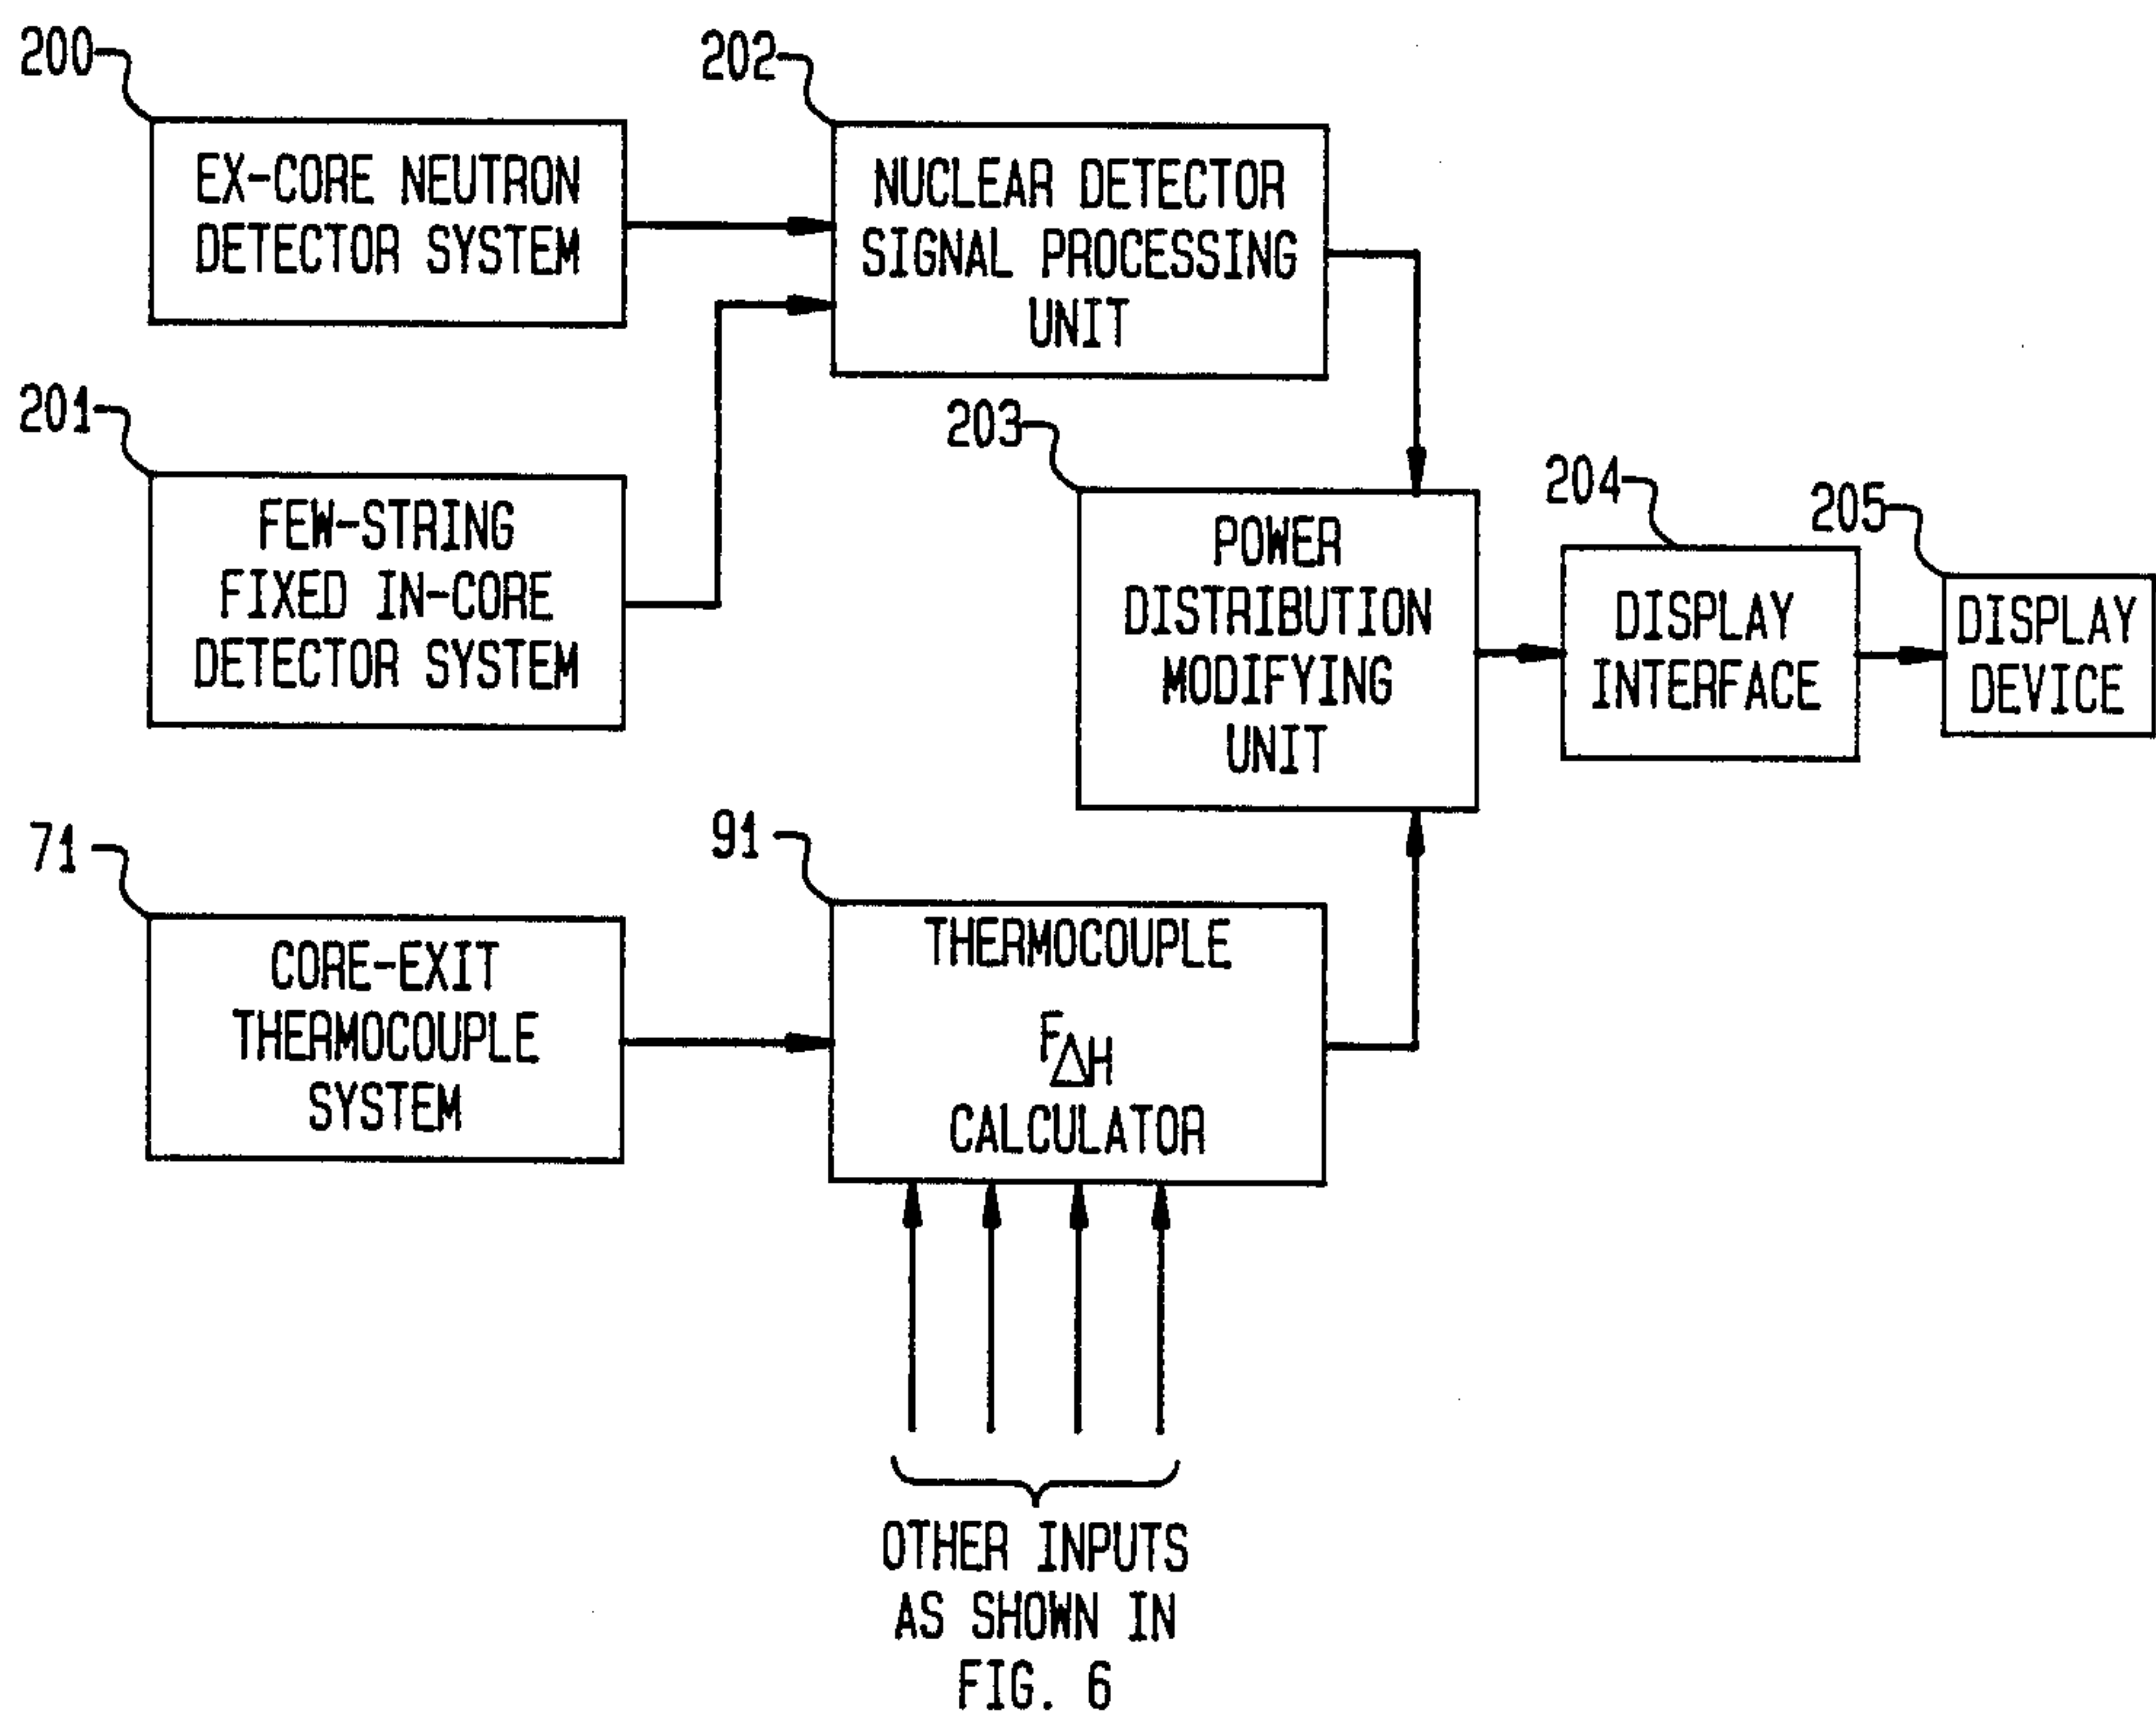 200
EX-CORE NEUTRON
DETECTOR SYSTEM
202
NUCLEAR DETECTOR
SIGNAL PROCESSING
UNIT
201
FEW-STRING
FIXED IN-CORE
DETECTOR SYSTEM
203
POWER
DISTRIBUTION
MODIFYING
UNIT
204
DISPLAY
INTERFACE
205
DISPLAY
DEVICE
71
CORE-EXIT
THERMOCOUPLE
SYSTEM
91
THERMOCOUPLE
FΔH
CALCULATOR
OTHER INPUTS
AS SHOWN IN
FIG. 6